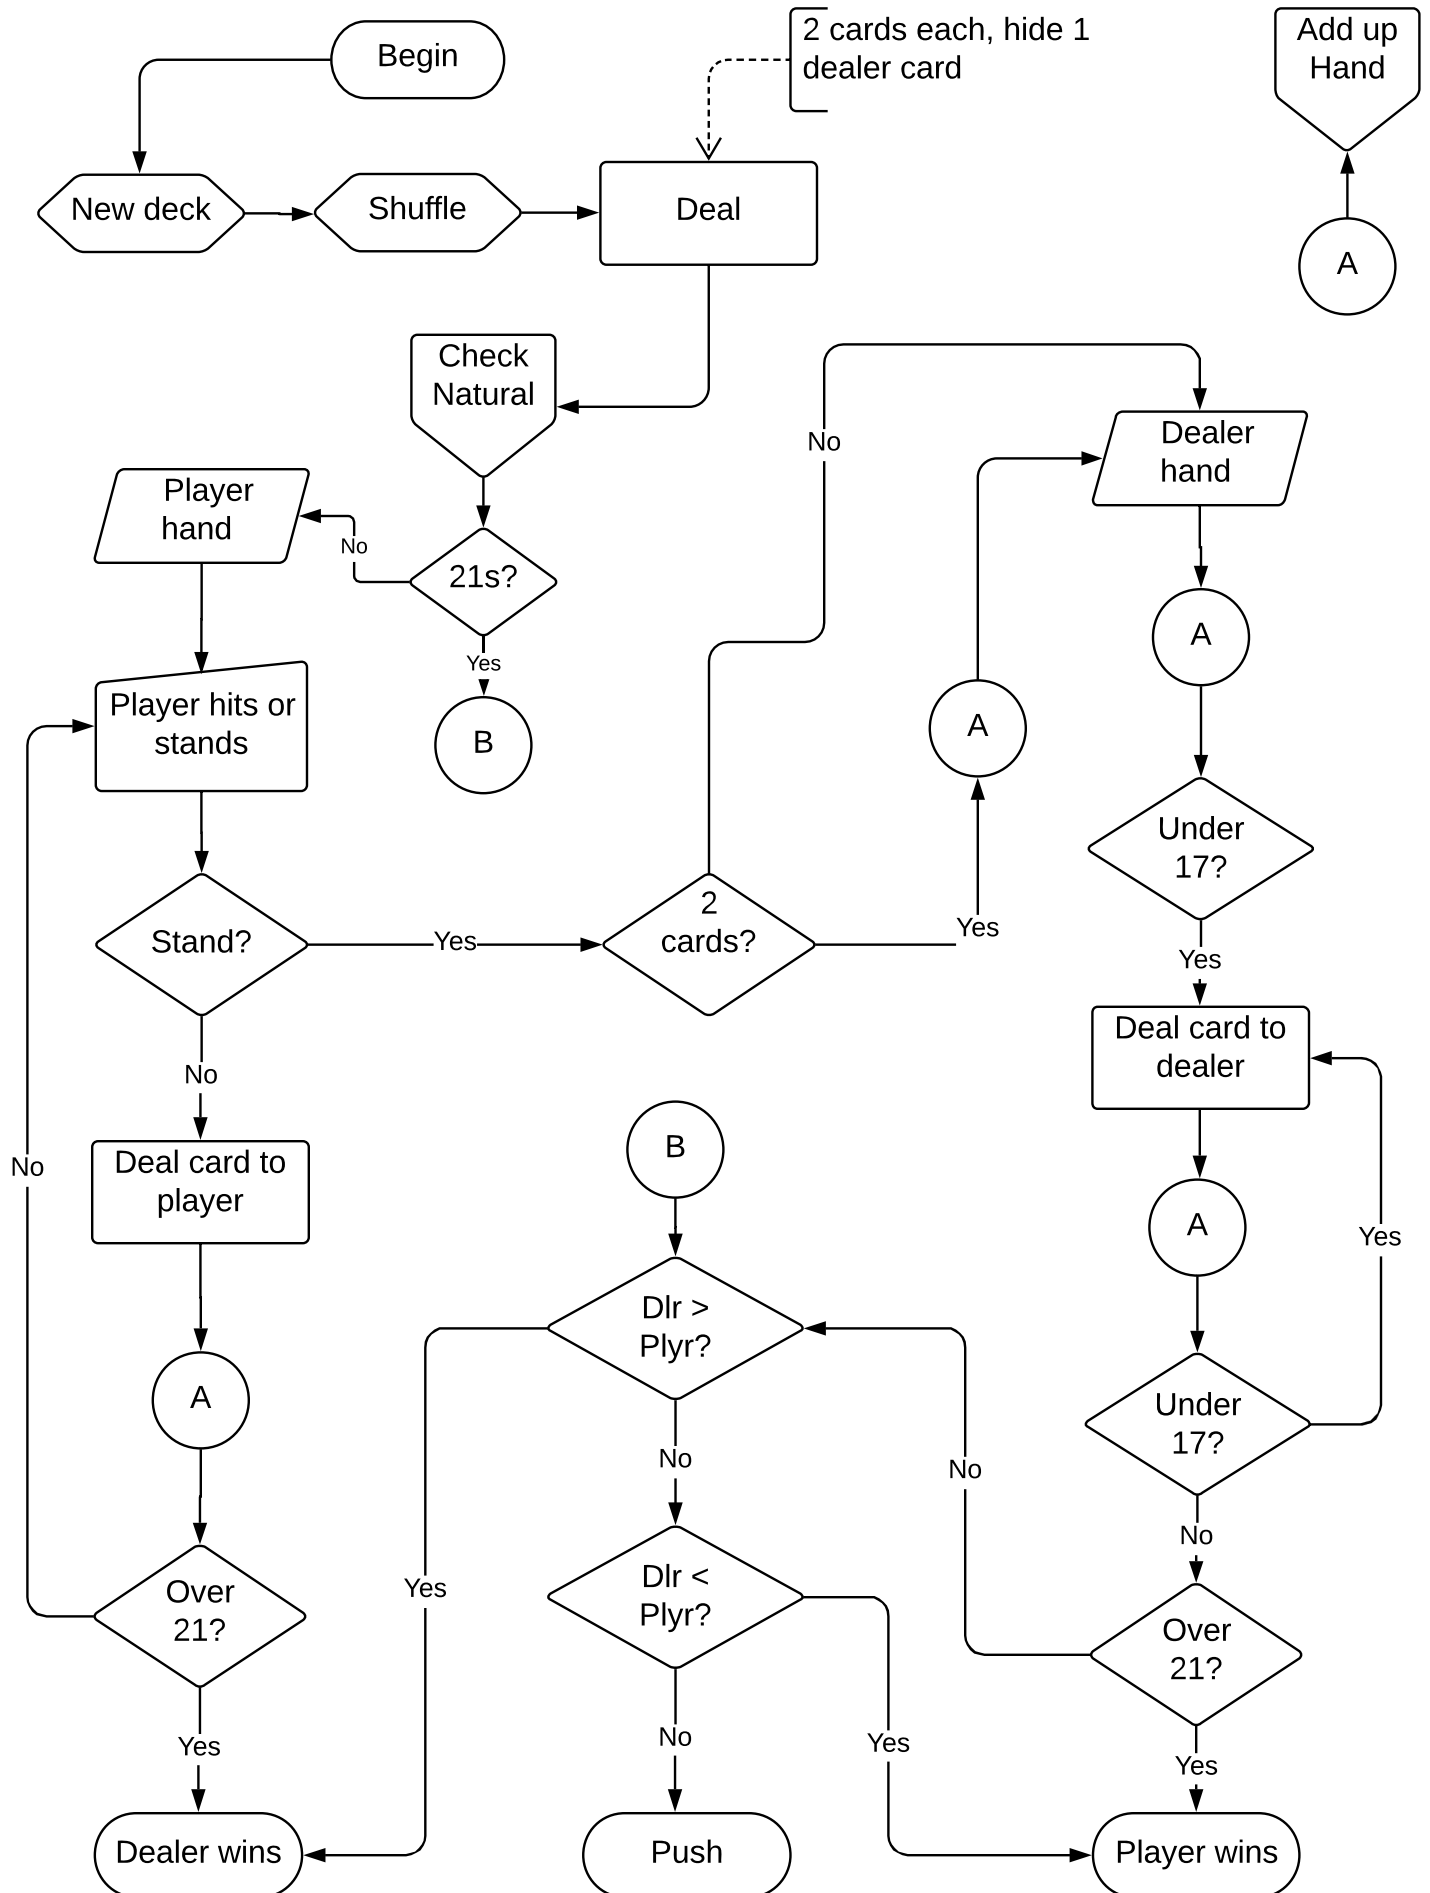 Begin
2 cards each, hide 1
dealer card
Add up
Hand
New deck
Shuffle
Deal
A
Check
Natural
No
Dealer
hand
Player
hand
No
21s?
Yes
A
Player hits or
stands
B
A
Under
17?
2
cards?
Stand?
Yes
Yes
Yes
Deal card to
dealer
No
B
No
Deal card to
player
A
Yes
Dlr >
Plyr?
A
Under
17?
No
No
No
Yes
Dlr <
Plyr?
Over
21?
Over
21?
Yes
No
Yes
Yes
Dealer wins
Push
Player wins